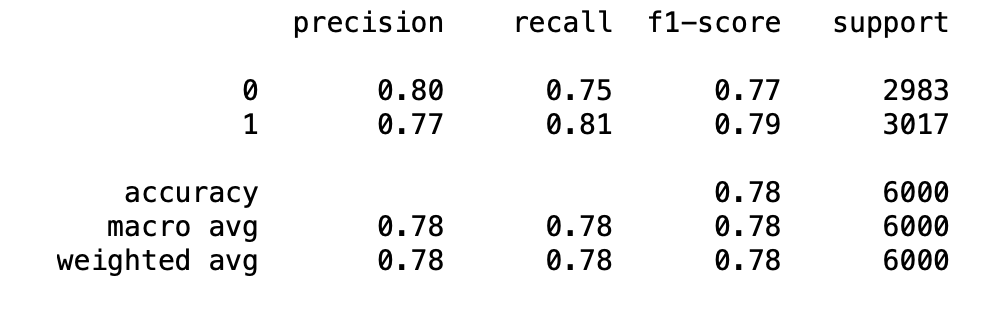 precision recall f1-score support
0 0.80 0.75 0.77 2983
1 0.77 0.81 0.79 3017
accuracy 0.78 6000
macro avg 0.78 0.78 0.78 6000
weighted avg 0.78 0.78 0.78 6000